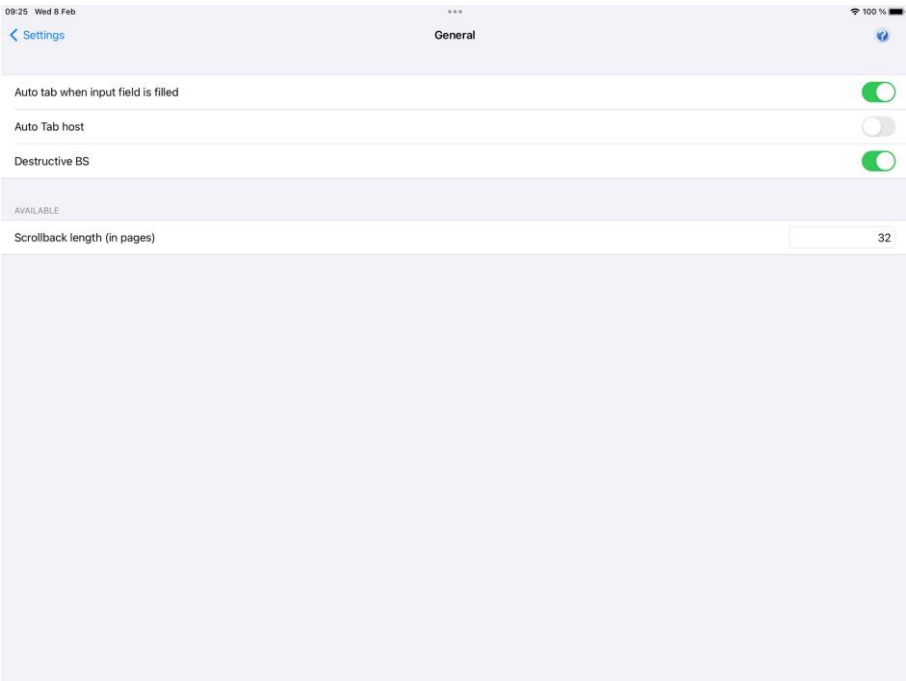 09:25 Wed 8 Feb 100 %
Settings General ?
Auto tab when input field is filled
Auto Tab host
Destructive BS
AVAILABLE
Scrollback length (in pages) 32